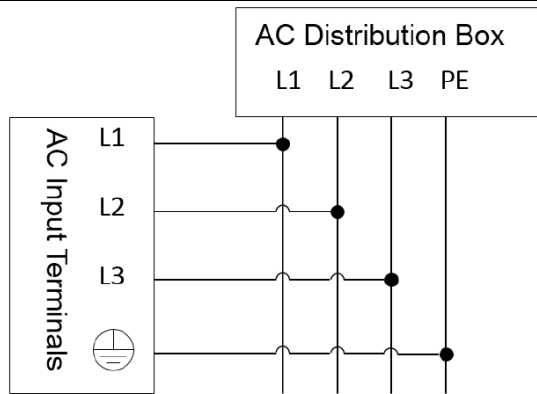 AC Distribution Box
L1 L2 L3 PE
AC Input Terminals
L1
L2
L3